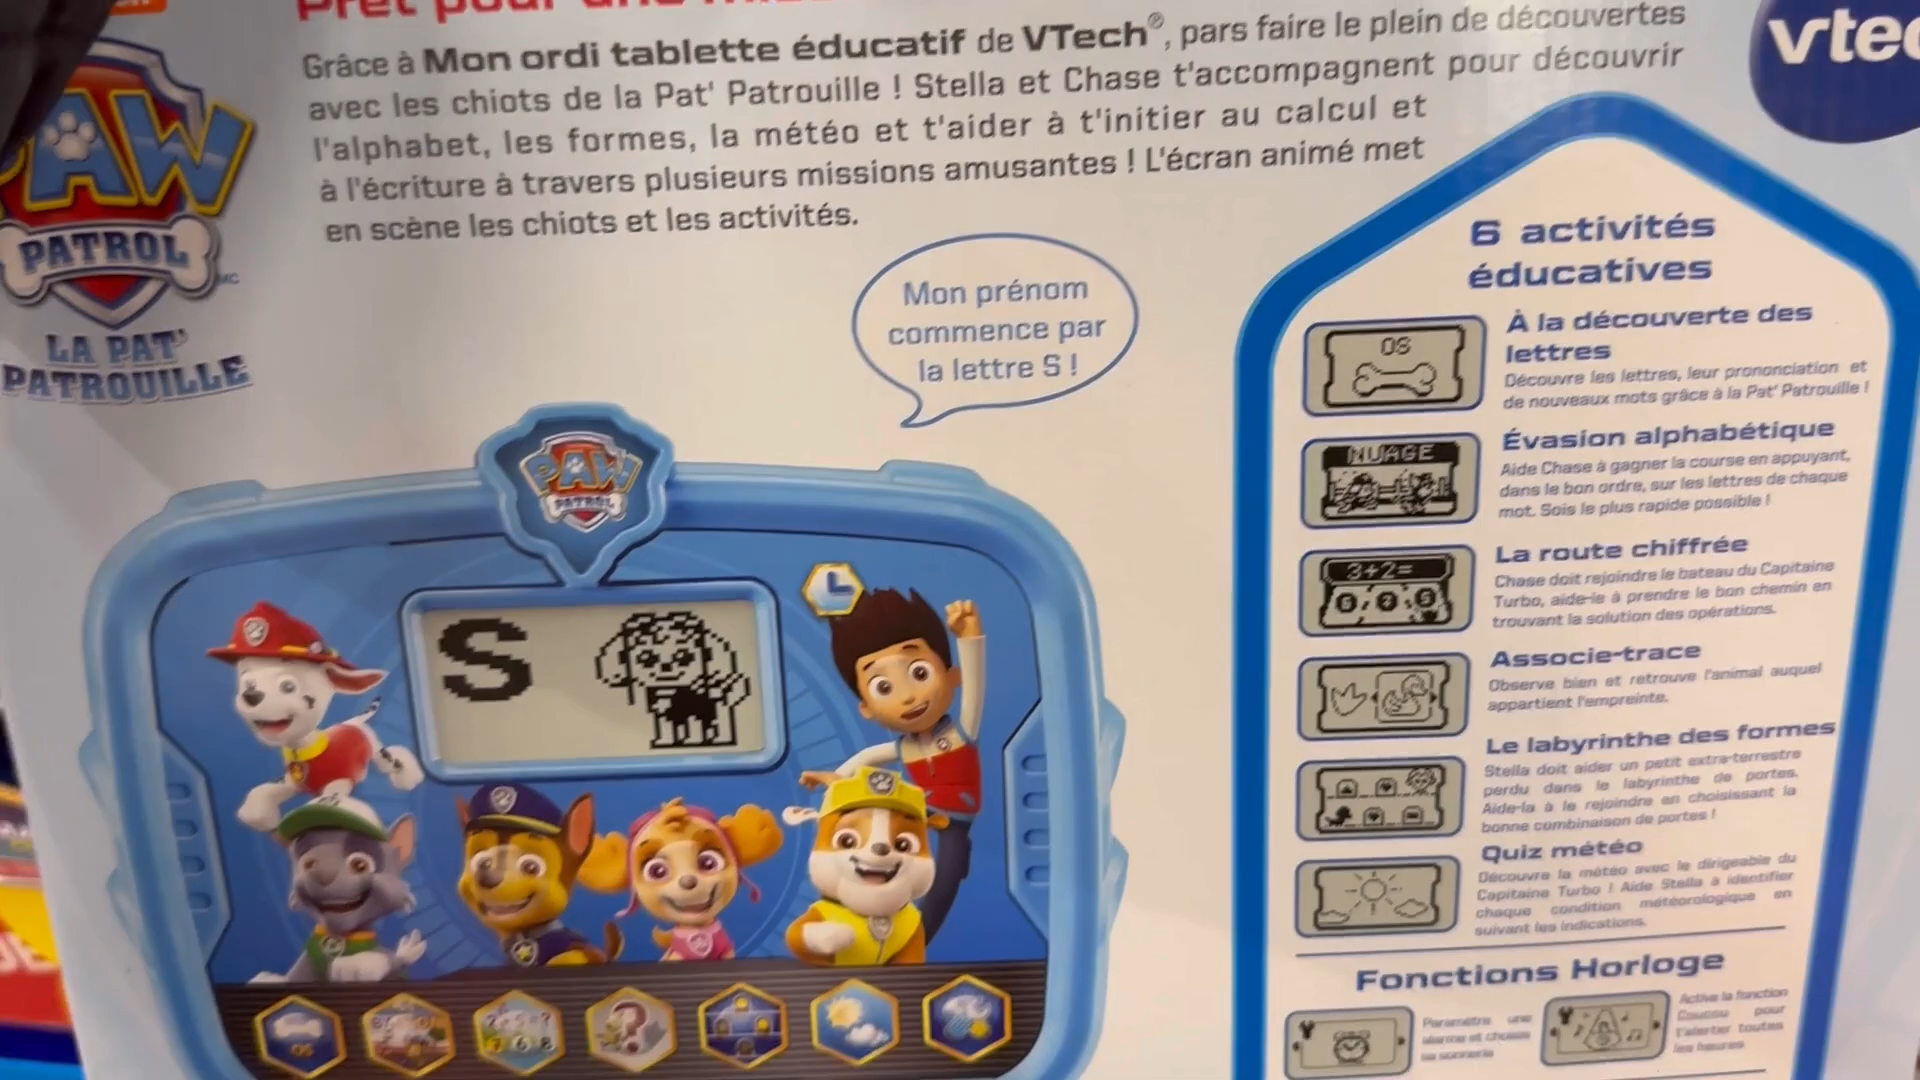 Prêt pour une
Grâce à Mon ordi tablette éducatif de VTech®, pars faire le plein de découvertes
avec les chiots de la Pat' Patrouille ! Stella et Chase t'accompagnent pour découvrir
l'alphabet, les formes, la météo et t'aider à t'initier au calcul et
à l'écriture à travers plusieurs missions amusantes ! L'écran animé met
en scène les chiots et les activités.
vtec
PAW
PATROL
MC
LA PAT'
PATROUILLE
Mon prénom
commence par
la lettre S !
PAW
PATROL
S
6 activités
éducatives
OS
À la découverte des
lettres
Découvre les lettres, leur prononciation et
de nouveaux mots grâce à la Pat' Patrouille !
NUAGE
Évasion alphabétique
Aide Chase à gagner la course en appuyant,
dans le bon ordre, sur les lettres de chaque
mot. Sois le plus rapide possible !
3+2=
La route chiffrée
Chase doit rejoindre le bateau du Capitaine
Turbo, aide-le à prendre le bon chemin en
trouvant la solution des opérations.
Associe-trace
Observe bien et retrouve l'animal auquel
appartient l'empreinte.
Le labyrinthe des formes
Stella doit aider un petit extra-terrestre
perdu dans le labyrinthe de portes.
Aide-la à le rejoindre en choisissant la
bonne combinaison de portes !
Quiz météo
Découvre la météo avec le dirigeable du
Capitaine Turbo ! Aide Stella à identifier
chaque condition météorologique en
suivant les indications.
Fonctions Horloge
Paramètre une
alarme et choisis
sa sonnerie
Active la fonction
Coucou pour
t'alerter toutes
les heures
OS